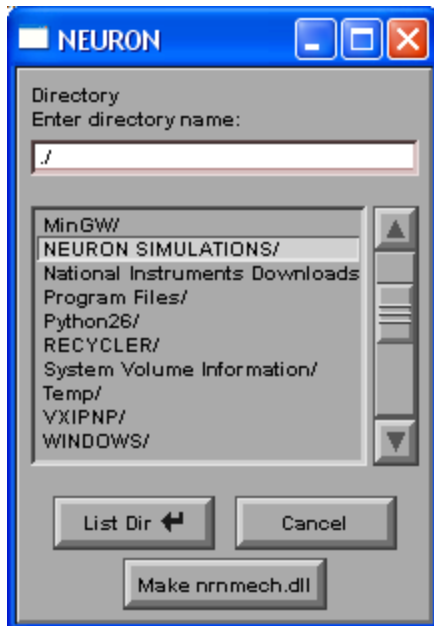 NEURON
Directory
Enter directory name:
./
MinGW/
NEURON SIMULATIONS/
National Instruments Downloads
Program Files/
Python26/
RECYCLER/
System Volume Information/
Temp/
VXIPNP/
WINDOWS/
List Dir
Cancel
Make nrnmech.dll